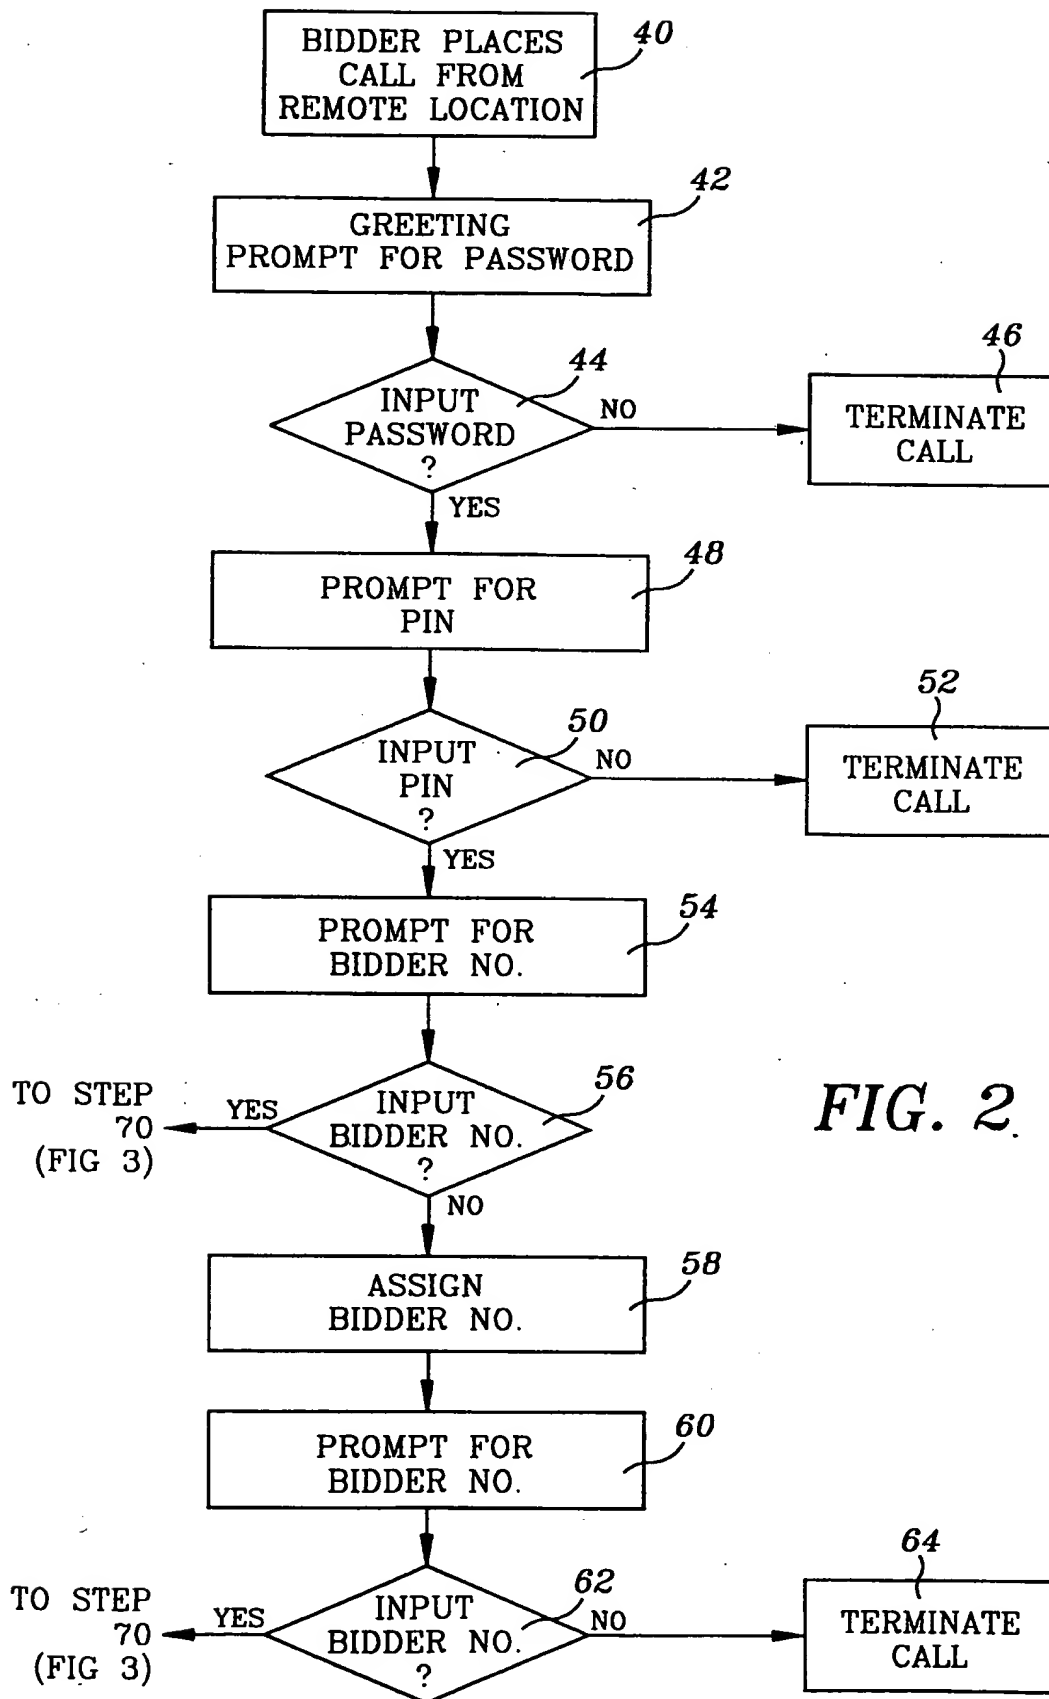 BIDDER PLACES
CALL FROM
REMOTE LOCATION
40
GREETING
PROMPT FOR PASSWORD
42
INPUT
PASSWORD
?
44
NO
46
TERMINATE
CALL
YES
PROMPT FOR
PIN
48
INPUT
PIN
?
50
NO
52
TERMINATE
CALL
YES
PROMPT FOR
BIDDER NO.
54
INPUT
BIDDER NO.
?
56
YES
TO STEP
70
(FIG 3)
FIG. 2
NO
ASSIGN
BIDDER NO.
58
PROMPT FOR
BIDDER NO.
60
INPUT
BIDDER NO.
?
62
YES
TO STEP
70
(FIG 3)
NO
64
TERMINATE
CALL